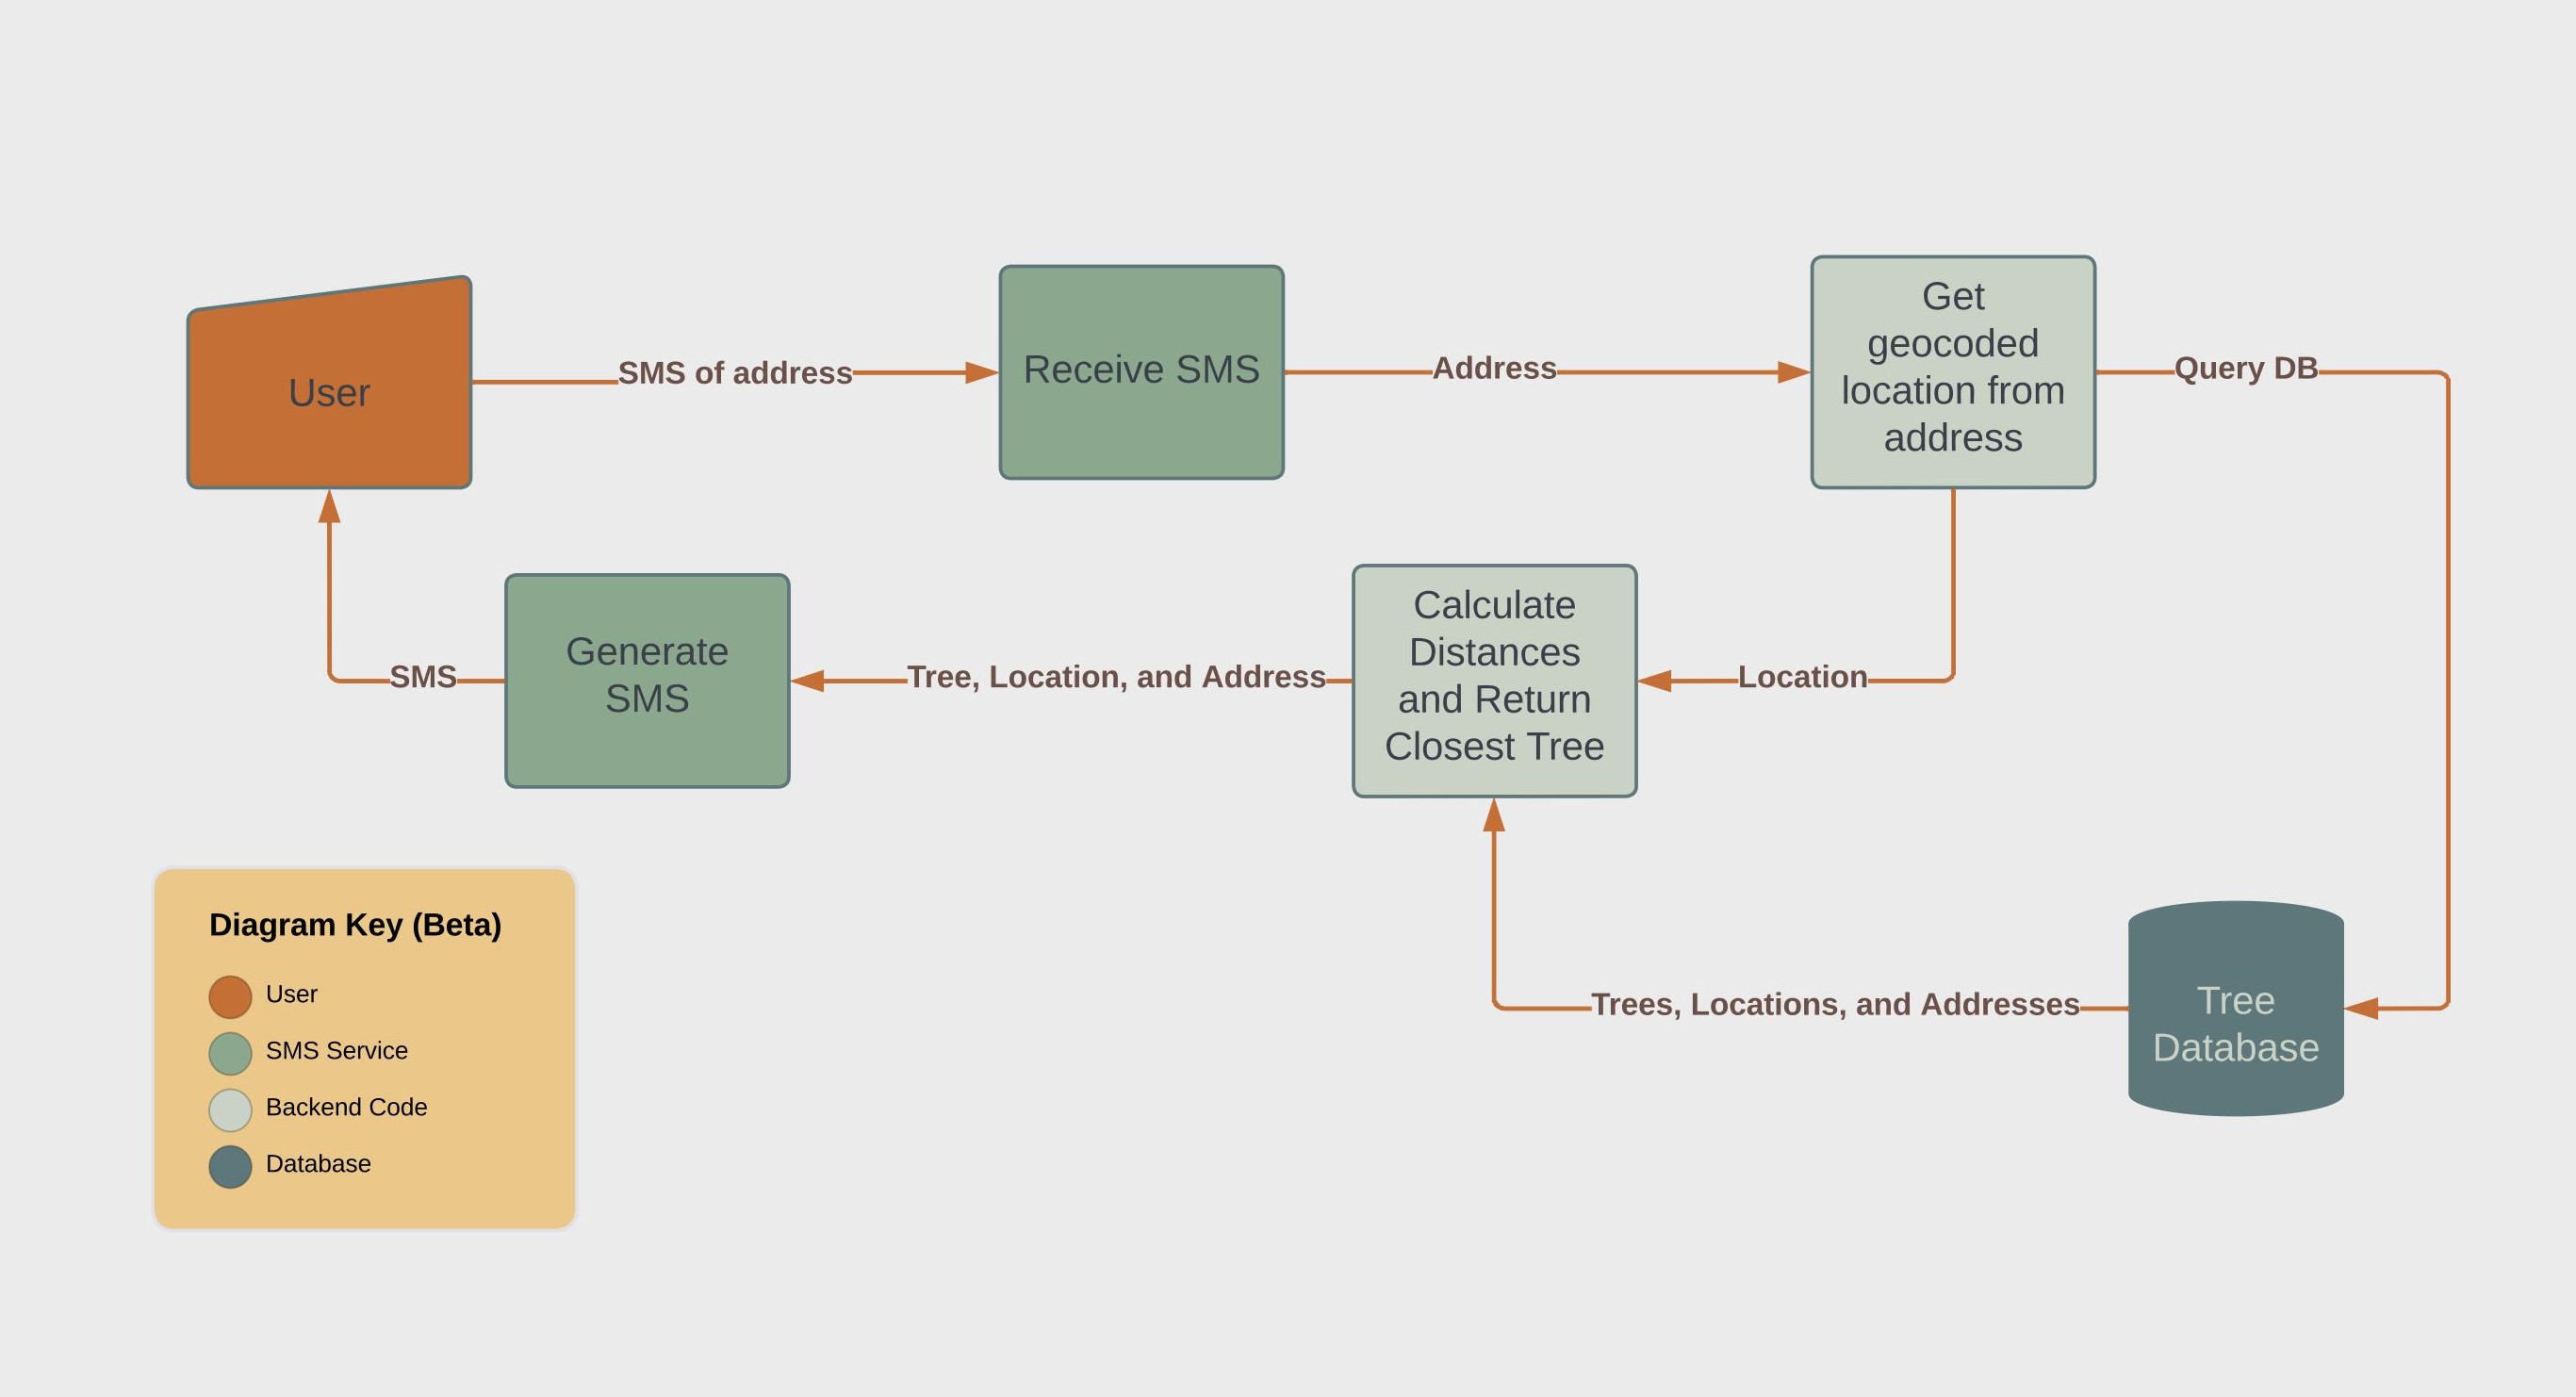 User
SMS of address
Receive SMS
Address
Get
geocoded
location from
address
Query DB
SMS
Generate
SMS
Tree, Location, and Address
Calculate
Distances
and Return
Closest Tree
Location
Trees, Locations, and Addresses
Tree
Database
Diagram Key (Beta)
User
SMS Service
Backend Code
Database